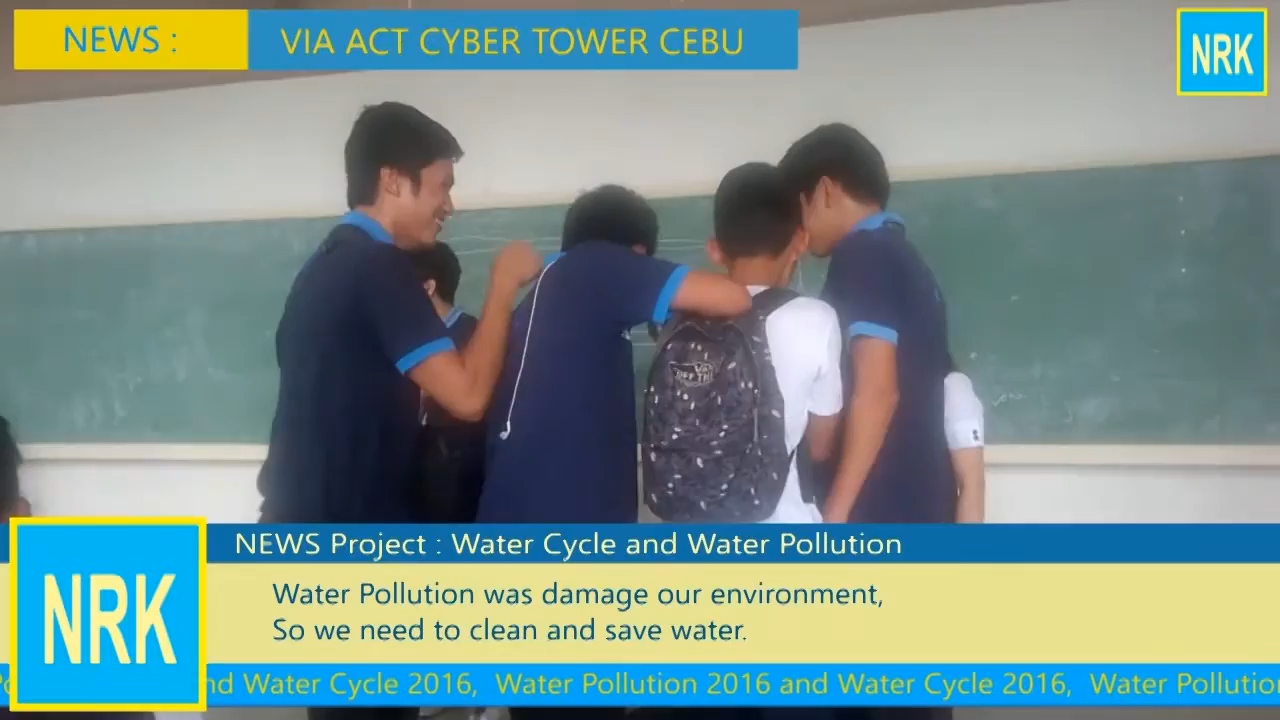 NEWS : VIA ACT CYBER TOWER CEBU
NRK
NEWS Project : Water Cycle and Water Pollution
Water Pollution was damage our environment,
So we need to clean and save water.
NRK
nd Water Cycle 2016, Water Pollution 2016 and Water Cycle 2016, Water Pollution